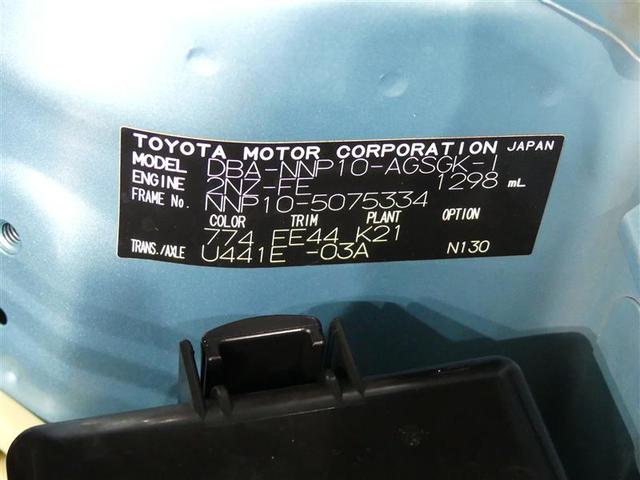 TOYOTA MOTOR CORPORATION JAPAN
MODEL DBA-NNP10-AGSGK-I
ENGINE 2NZ-FE 1298 mL
FRAME No. NNP10-5075334
COLOR TRIM PLANT OPTION
774 EE44 K21
TRANS./AXLE U441E -03A N130